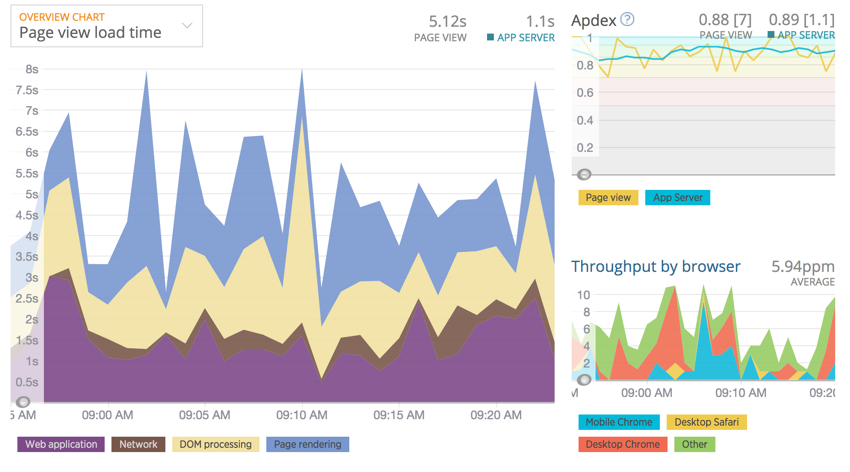 OVERVIEW CHART
Page view load time
5.12s
PAGE VIEW
1.1s
APP SERVER
8s
7.5s
7s
6.5s
6s
5.5s
5s
4.5s
4s
3.5s
3s
2.5s
1.5s
1s
0.5s
5 AM
09:00 AM
09:05 AM
09:10 AM
09:15 AM
09:20 AM
Web application
Network
DOM processing
Page rendering
Apdex ?
0.88 [7]
PAGE VIEW
0.89 [1.1]
APP SERVER
1
0.8
0.6
0.4
0.2
Page view
App Server
Throughput by browser
5.94ppm
AVERAGE
10
8
6
4
2
M
09:00 AM
09:10 AM
09:20
Mobile Chrome
Desktop Safari
Desktop Chrome
Other